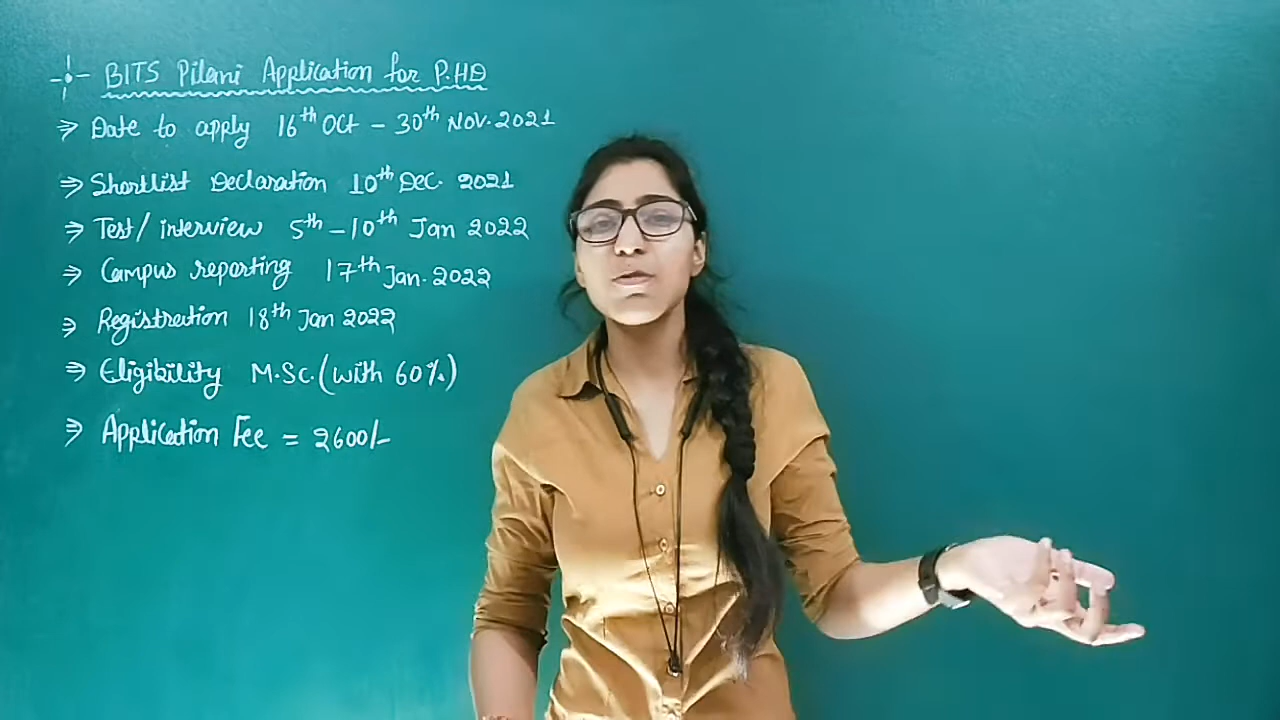 BITS Pilani Application for P.HD
⇒ Date to apply 16th Oct - 30th Nov. 2021
⇒ Shortlist Declaration 10th Dec. 2021
⇒ Test/ interview 5th - 10th Jan 2022
⇒ Campus reporting 17th Jan. 2022
⇒ Registration 18th Jan 2022
⇒ Eligibility M.Sc. (with 60%)
⇒ Application Fee = 2600/-